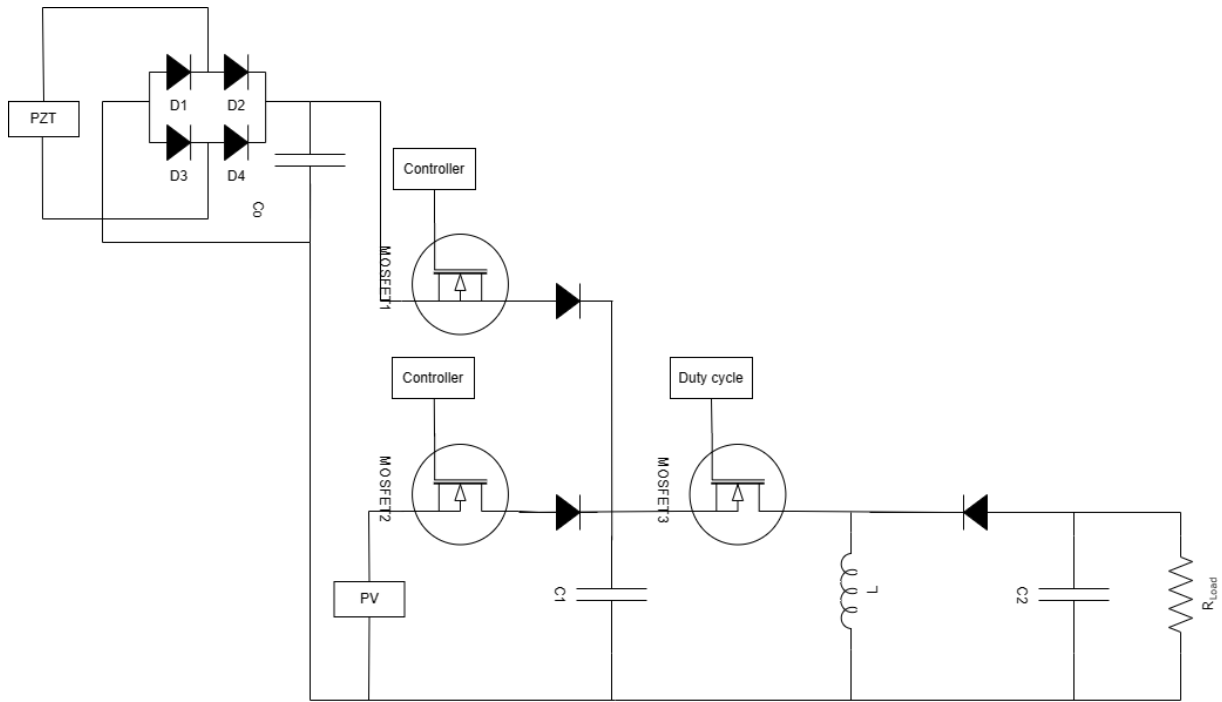 PZT
D1
D2
D3
D4
Co
Controller
MOSFET1
Controller
Duty cycle
MOSFET2
MOSFET3
PV
C1
L
C2
RLoad